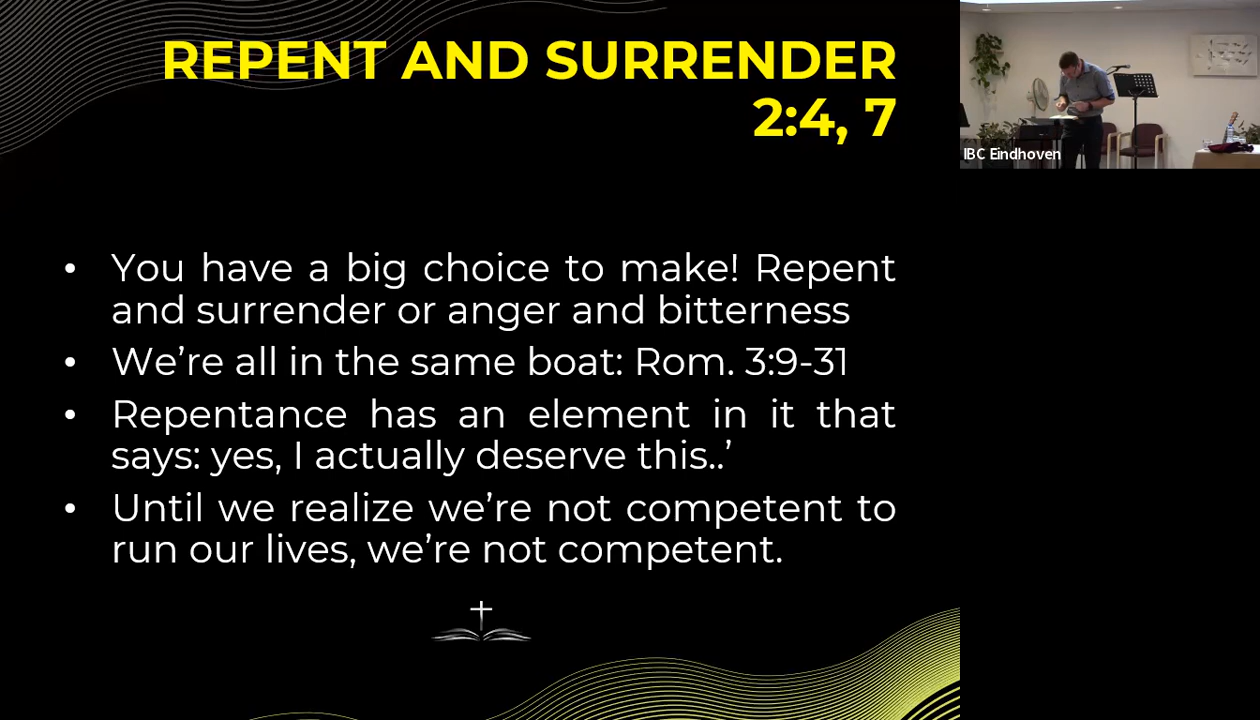 REPENT AND SURRENDER
2:4, 7
IBC Eindhoven
• You have a big choice to make! Repent
and surrender or anger and bitterness
• We’re all in the same boat: Rom. 3:9-31
• Repentance has an element in it that
says: yes, I actually deserve this..’
• Until we realize we’re not competent to
run our lives, we’re not competent.